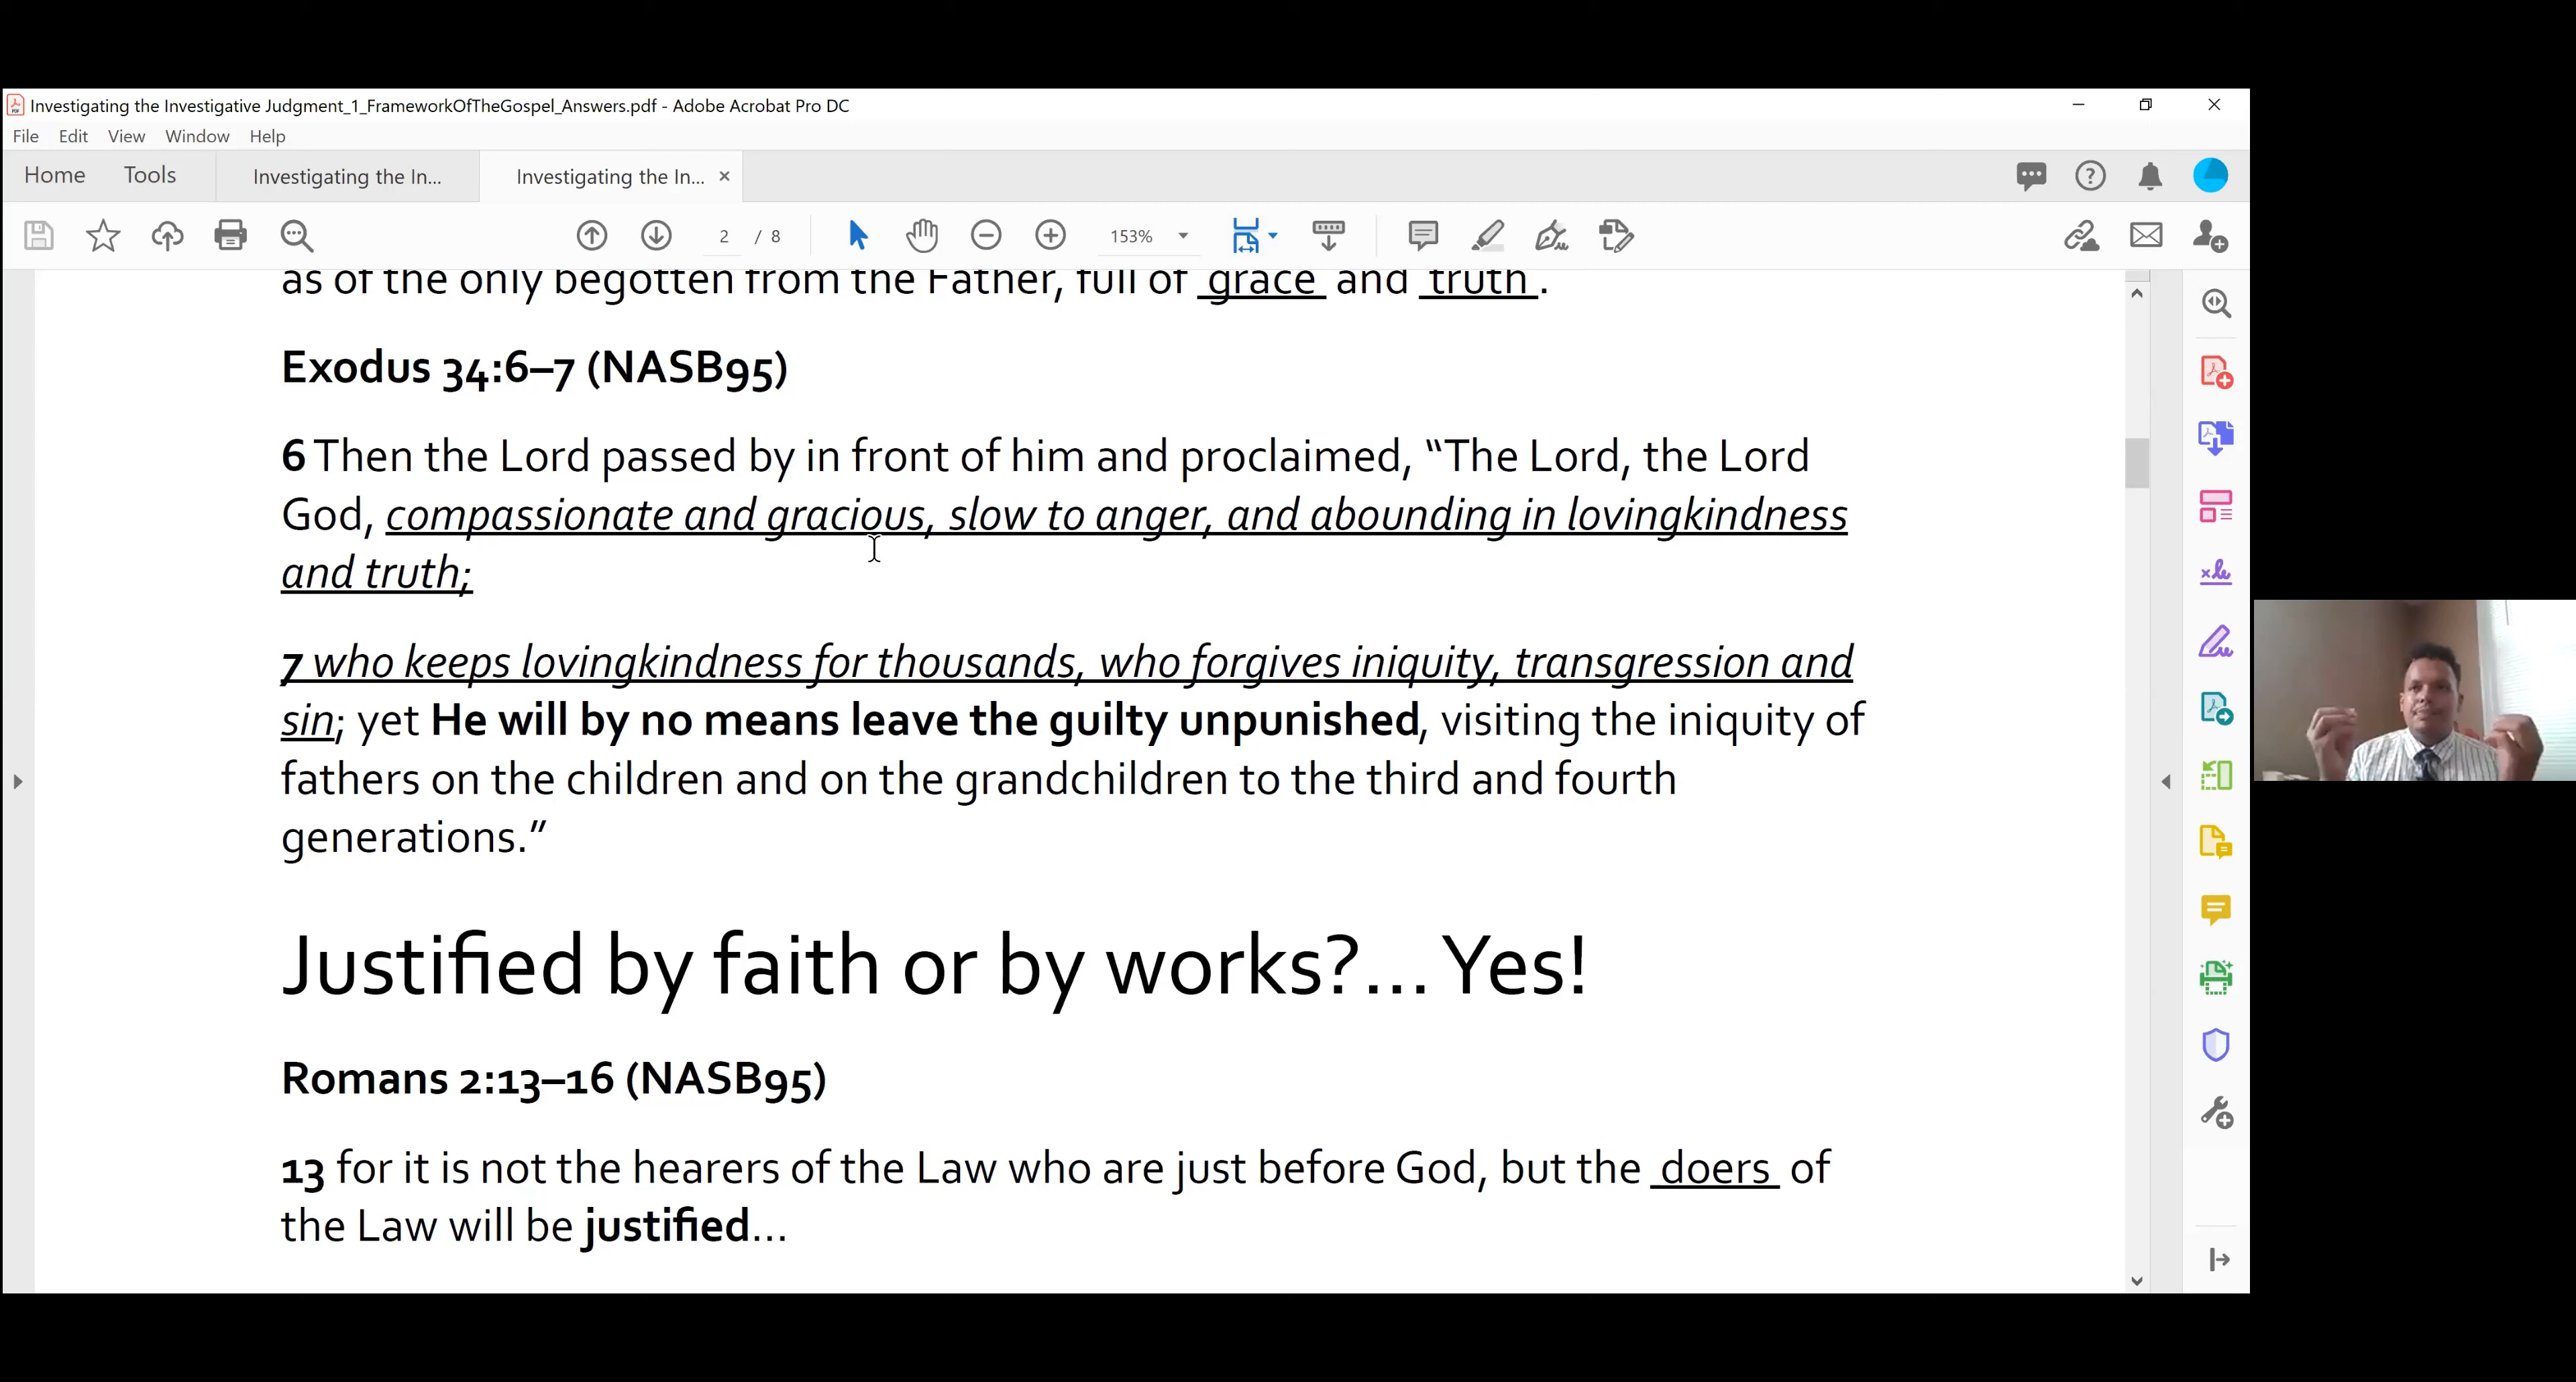 Investigating the Investigative Judgment_1_FrameworkOfTheGospel_Answers.pdf - Adobe Acrobat Pro DC
File Edit View Window Help
Home Tools Investigating the In... Investigating the In... ×
2 / 8 153%
as of the only begotten from the Father, full of grace and truth .
Exodus 34:6–7 (NASB95)
6 Then the Lord passed by in front of him and proclaimed, “The Lord, the Lord
God, compassionate and gracious, slow to anger, and abounding in lovingkindness
and truth;
7 who keeps lovingkindness for thousands, who forgives iniquity, transgression and
sin; yet He will by no means leave the guilty unpunished, visiting the iniquity of
fathers on the children and on the grandchildren to the third and fourth
generations.”
Justified by faith or by works?... Yes!
Romans 2:13–16 (NASB95)
13 for it is not the hearers of the Law who are just before God, but the doers of
the Law will be justified...